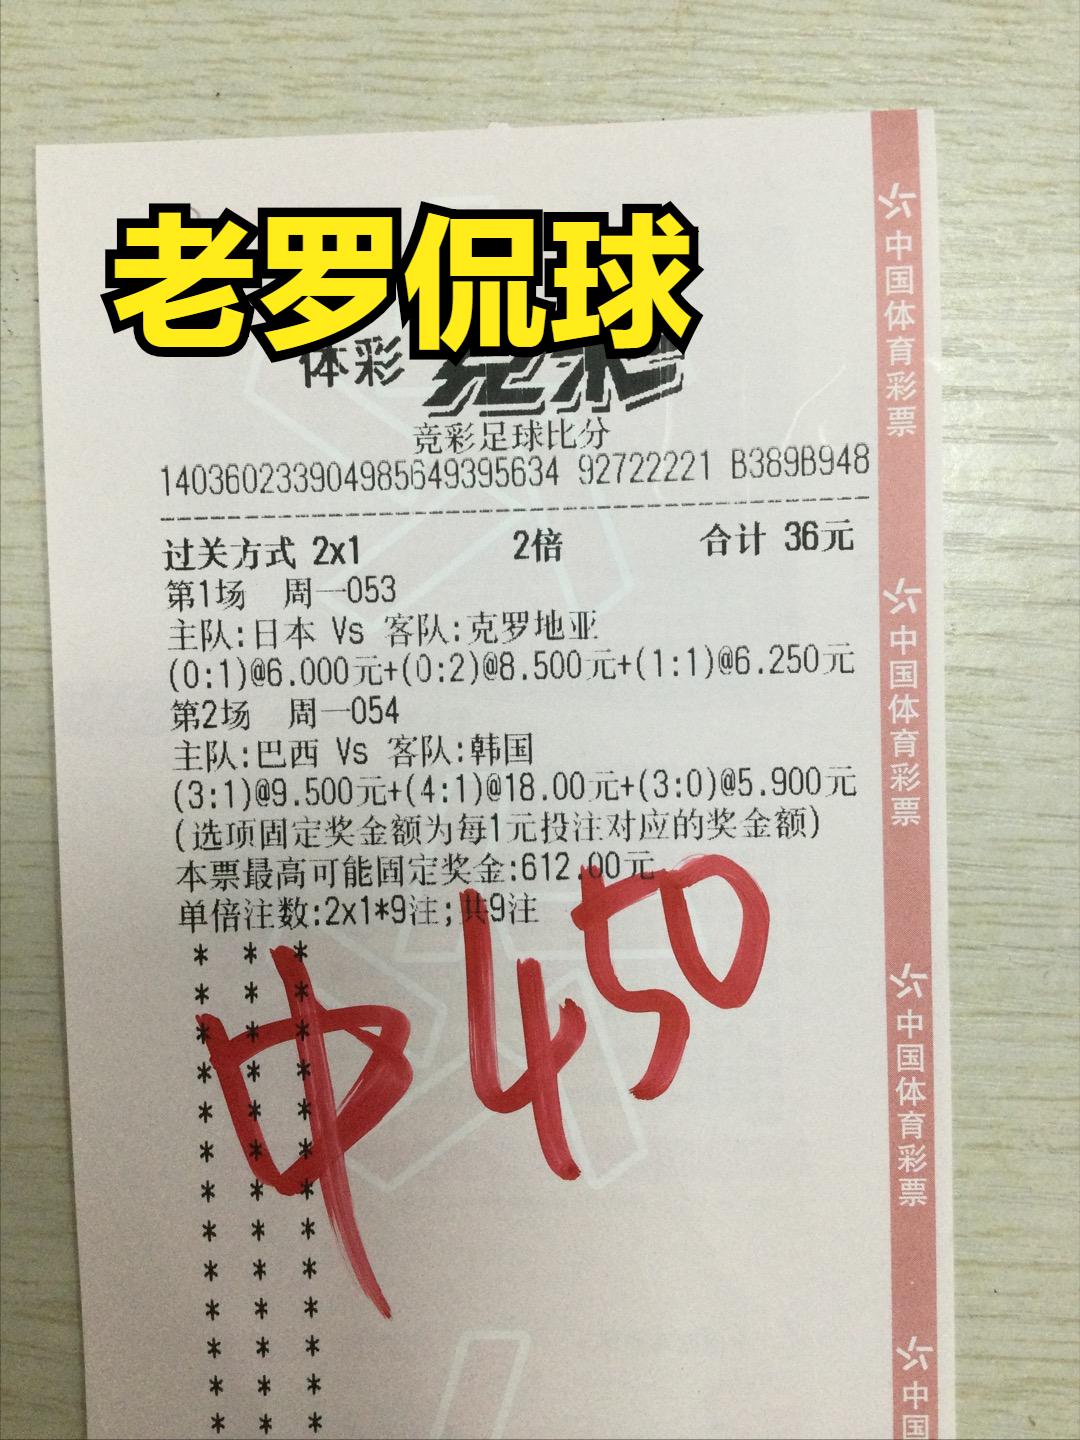 老罗侃球
体彩
竞彩足球比分
140360233904985649395634 92722221 B389B948
过关方式 2x1 2倍 合计 36元
第1场 周一053
主队:日本 Vs 客队:克罗地亚
(0:1)@6.000元+(0:2)@8.500元+(1:1)@6.250元
第2场 周一054
主队:巴西 Vs 客队:韩国
(3:1)@9.500元+(4:1)@18.00元+(3:0)@5.900元
(选项固定奖金额为每1元投注对应的奖金额)
本票最高可能固定奖金:612.00元
单倍注数:2x1*9注;共9注
* * *
* * *
* * *
* * *
* * *
* * *
* * *
* * *
* * *
* * *
* * *
* * *
* * *
中450
中国体育彩票
中国体育彩票
中国体育彩票
中国